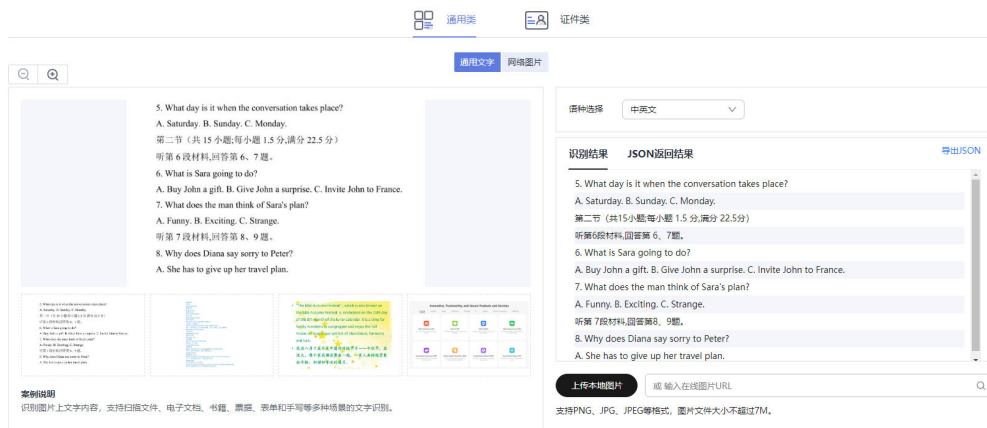 通用类
证件类
通用文字 网络图片
5. What day is it when the conversation takes place?
A. Saturday. B. Sunday. C. Monday.
第二节（共 15 小题;每小题 1.5 分,满分 22.5 分）
听第 6 段材料,回答第 6、7 题。
6. What is Sara going to do?
A. Buy John a gift. B. Give John a surprise. C. Invite John to France.
7. What does the man think of Sara's plan?
A. Funny. B. Exciting. C. Strange.
听第 7 段材料,回答第 8、9 题。
8. Why does Diana say sorry to Peter?
A. She has to give up her travel plan.
案例说明
识别图片上文字内容，支持扫描文件、电子文档、书籍、票据、表单和手写等多种场景的文字识别。
语种选择 中英文
识别结果 JSON返回结果 导出JSON
5. What day is it when the conversation takes place?
A. Saturday. B. Sunday. C. Monday.
第二节（共15小题;每小题 1.5 分,满分 22.5分）
听第6段材料,回答第 6、7题。
6. What is Sara going to do?
A. Buy John a gift. B. Give John a surprise. C. Invite John to France.
7. What does the man think of Sara's plan?
A. Funny. B. Exciting. C. Strange.
听第 7段材料,回答第8、9题。
8. Why does Diana say sorry to Peter?
A. She has to give up her travel plan.
上传本地图片 或 输入在线图片URL
支持PNG、JPG、JPEG等格式，图片文件大小不超过7M。